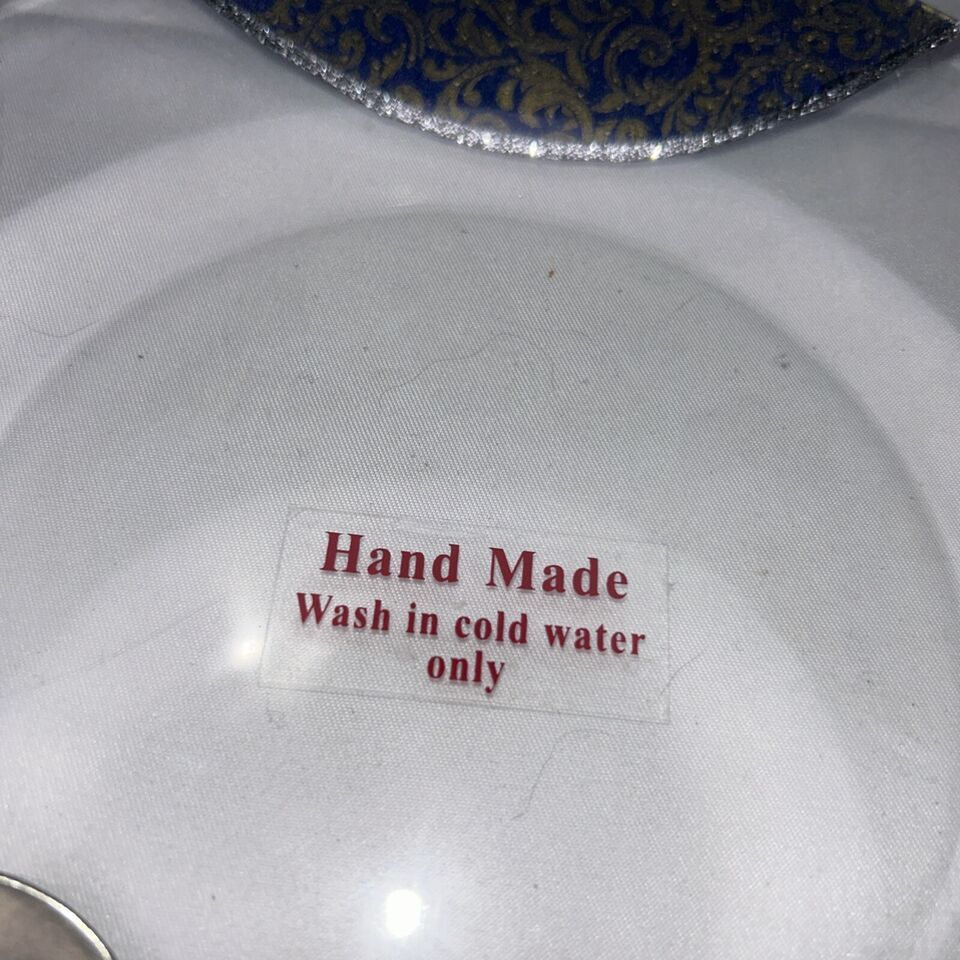 Hand Made
Wash in cold water
only